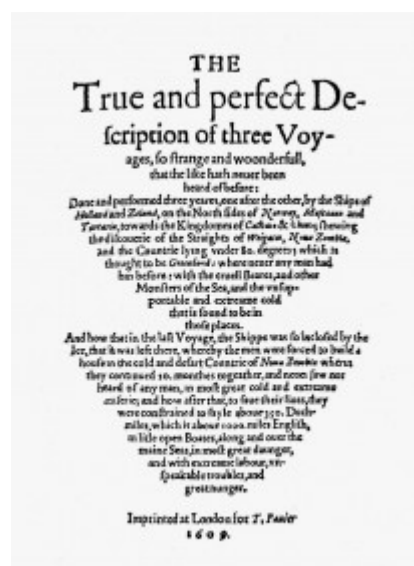 THE
True and perfect De-
ſcription of three Voy-
ages, ſo ſtrange and woonderfull,
that the like hath neuer been
heard of before:
Done and performed three yeares, one after the other, by the Ships of
Holland and Zeland, on the North ſides of Norway, Muſcouia and
Tartaria, towards the Kingdomes of Cathaia & China; ſhewing
the diſcouerie of the Straights of Weigates, Noua Zembla,
and the Countrie lying vnder 80. degrees; which is
thought to be Greenland: where neuer any man had
bin before: with the cruell Beares, and other
Monſters of the Sea, and the vnſup-
portable and extreame cold
that is found to be in
thoſe places.
And how that in the laſt Voyage, the Shippe was ſo incloſed by the
Ice, that it was left there, whereby the men were forced to build a
houſe in the cold and deſart Countrie of Noua Zembla, wherin
they continued 10. monthes togeather, and neuer ſaw nor
heard of any man, in moſt great cold and extreame
miſerie; and how after that, to ſaue their liues, they
were conſtrained to ſayle aboue 350. Duch
miles, which is aboue 1000. miles Engliſh,
in litle open Boates, along and ouer the
maine Seas, in moſt great daunger,
and with extreame labour, vn-
ſpeakable troubles, and
great hunger.
Imprinted at London for T. Pauier
1609.